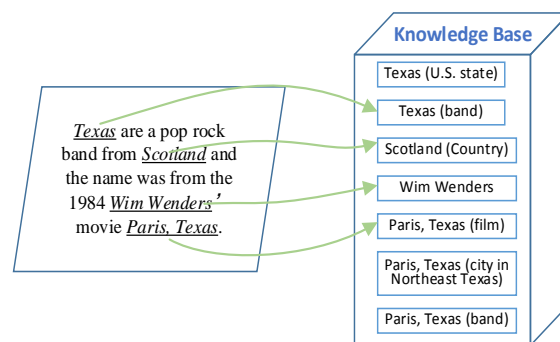 Knowledge Base
Texas (U.S. state)
Texas (band)
Scotland (Country)
Wim Wenders
Paris, Texas (film)
Paris, Texas (city in
Northeast Texas)
Paris, Texas (band)
Texas are a pop rock
band from Scotland and
the name was from the
1984 Wim Wenders’
movie Paris, Texas.